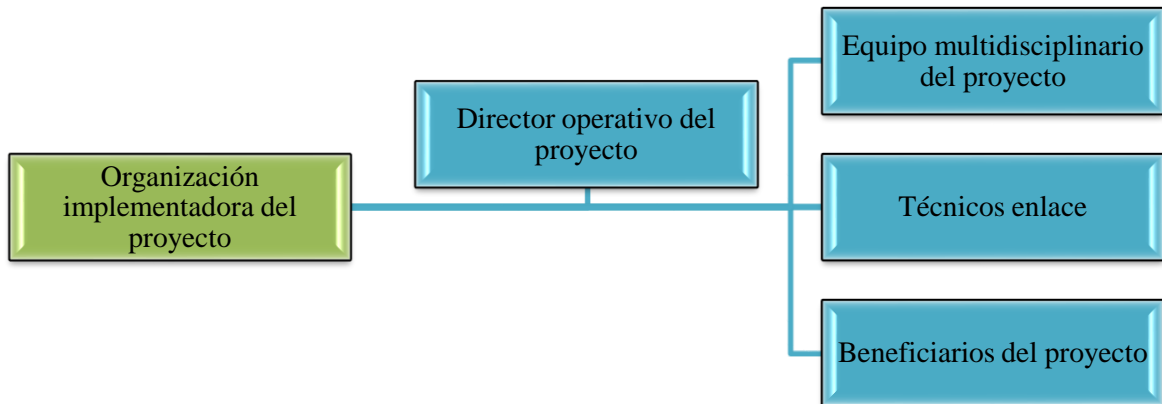 Organización
implementadora del
proyecto
Director operativo del
proyecto
Equipo multidisciplinario
del proyecto
Técnicos enlace
Beneficiarios del proyecto